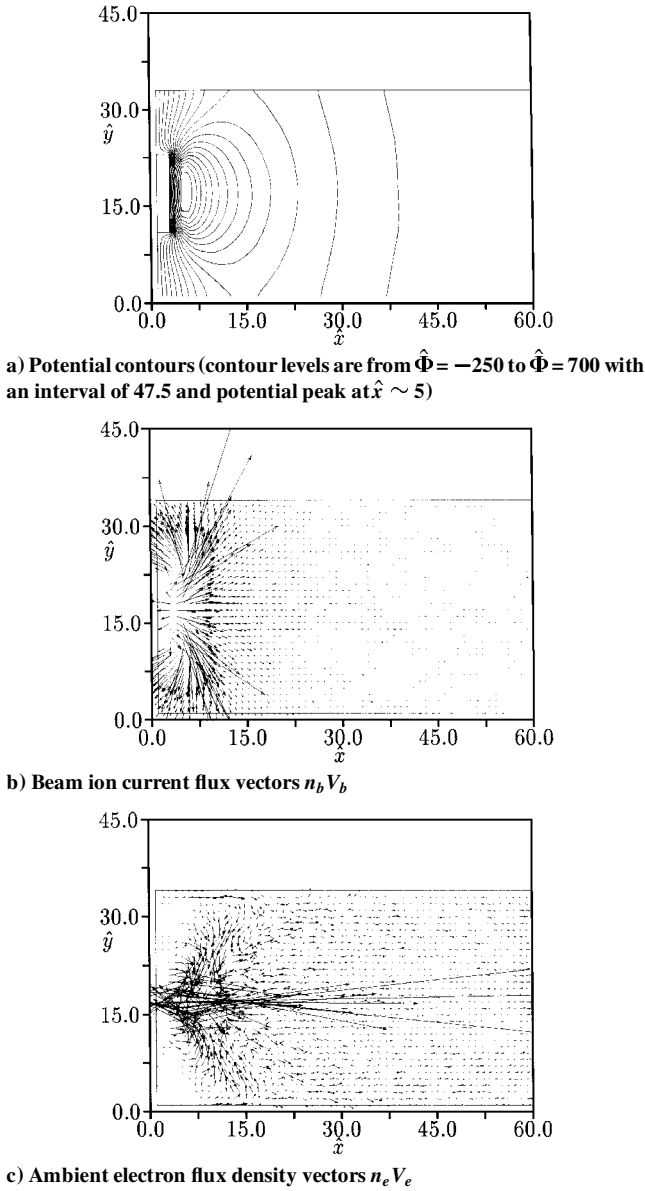 45.0
30.0
ŷ
15.0
0.0
0.0 15.0 30.0 45.0 60.0
x̂
a) Potential contours (contour levels are from Φ̂ = −250 to Φ̂ = 700 with
an interval of 47.5 and potential peak at x̂ ∼ 5)
45.0
30.0
ŷ
15.0
0.0
0.0 15.0 30.0 45.0 60.0
x̂
b) Beam ion current flux vectors n_b V_b
45.0
30.0
ŷ
15.0
0.0
0.0 15.0 30.0 45.0 60.0
x̂
c) Ambient electron flux density vectors n_e V_e